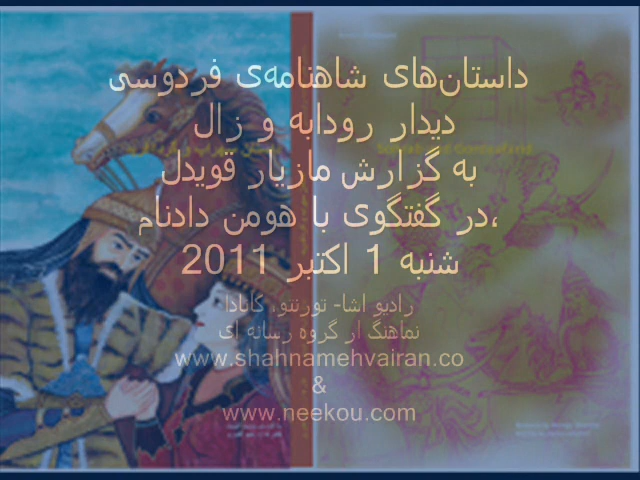 داستان‌های شاهنامه‌ی فردوسی
دیدار رودابه و زال
به گزارش مازیار قویدل
در گفتگوی با هومن دادنام،
شنبه 1 اکتبر 2011
رادیو اشا- تورنتو، کانادا
نماهنگ از گروه رسانه ای
www.shahnamehvairan.co
&
www.neekou.com